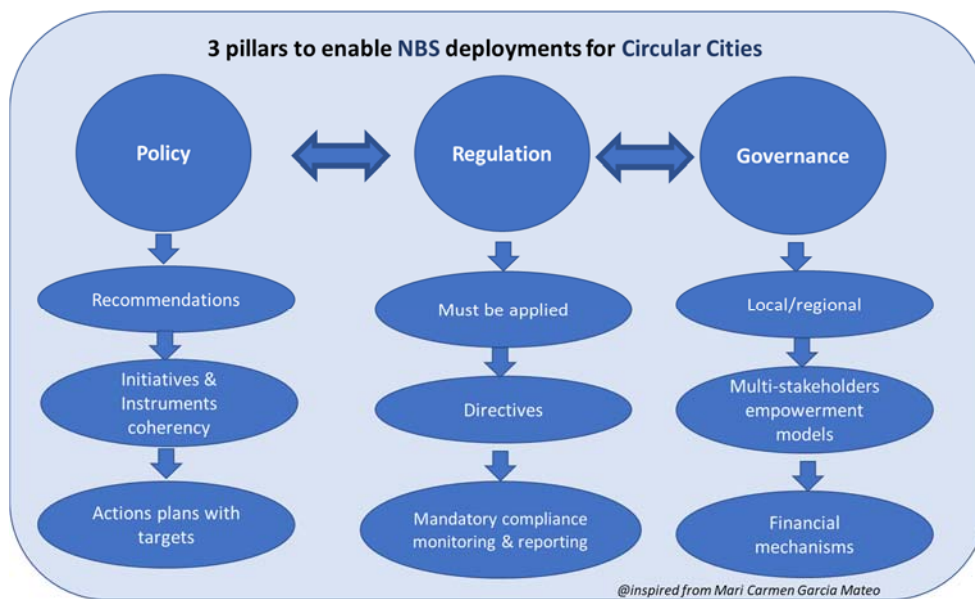 3 pillars to enable NBS deployments for Circular Cities
Policy
Regulation
Governance
Recommendations
Must be applied
Local/regional
Initiatives &
Instruments
coherency
Directives
Multi-stakeholders
empowerment
models
Actions plans with
targets
Mandatory compliance
monitoring & reporting
Financial
mechanisms
@inspired from Mari Carmen Garcia Mateo